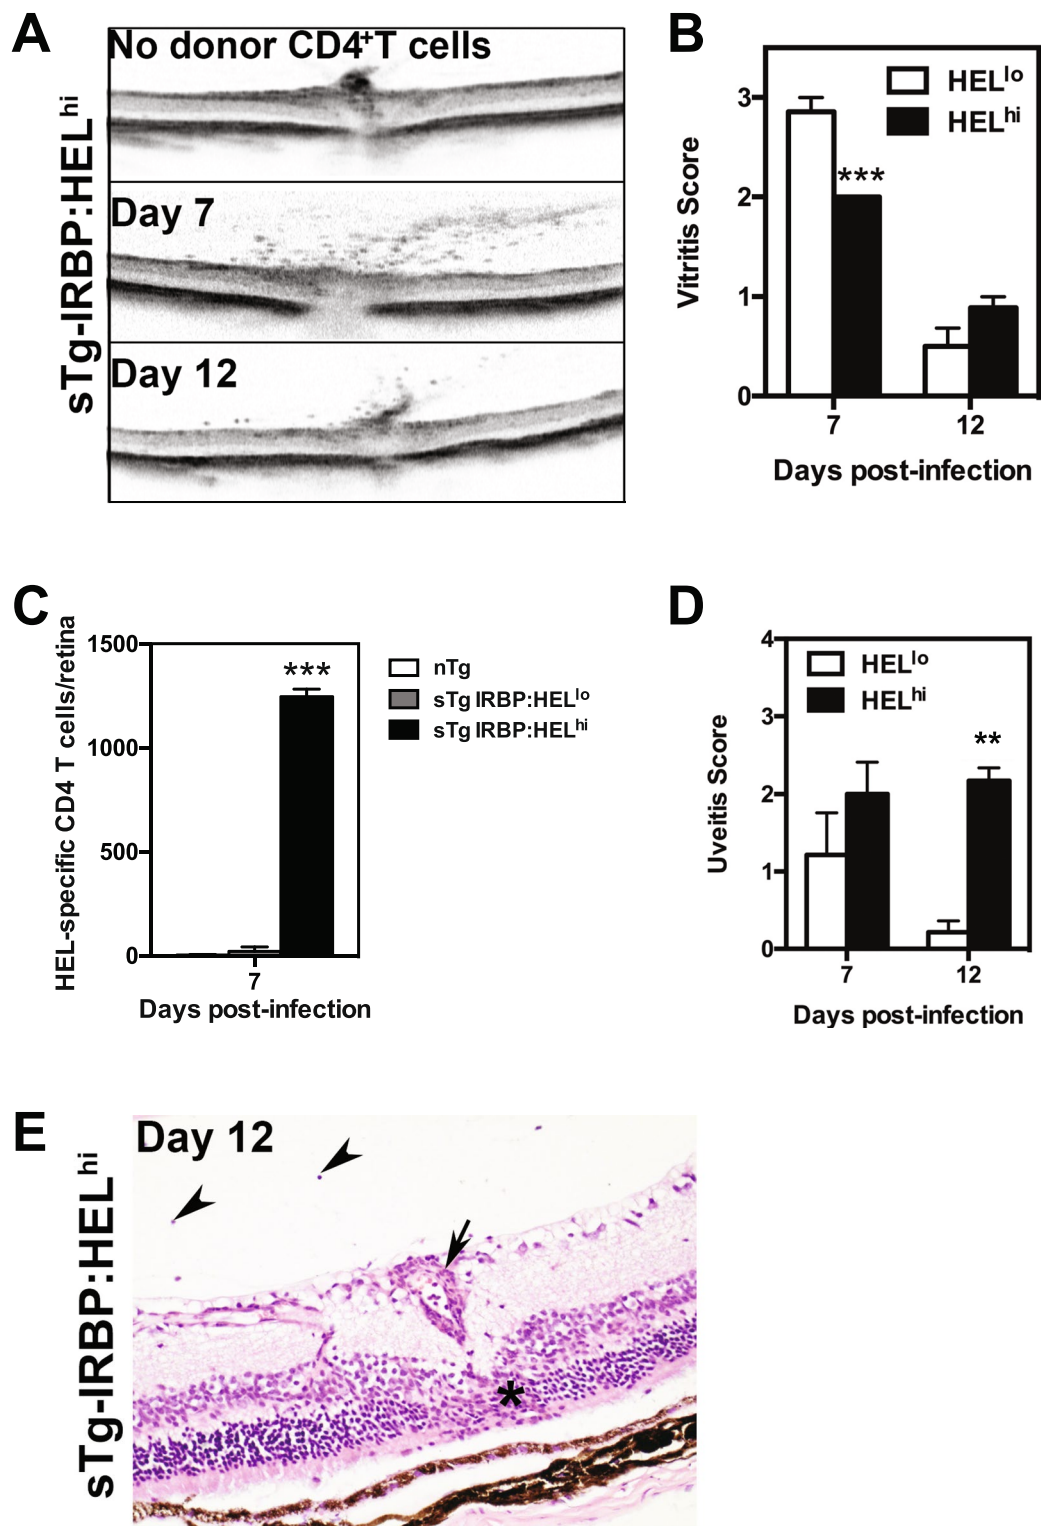 A
sTg-IRBP:HELhi
No donor CD4+T cells
Day 7
Day 12
B
Vitritis Score
3
2
1
0
HELlo
HELhi
***
7
12
Days post-infection
C
HEL-specific CD4 T cells/retina
1500
1000
500
0
***
7
Days post-infection
nTg
sTg IRBP:HELlo
sTg IRBP:HELhi
D
Uveitis Score
4
3
2
1
0
HELlo
HELhi
**
7
12
Days post-infection
E
sTg-IRBP:HELhi
Day 12
*